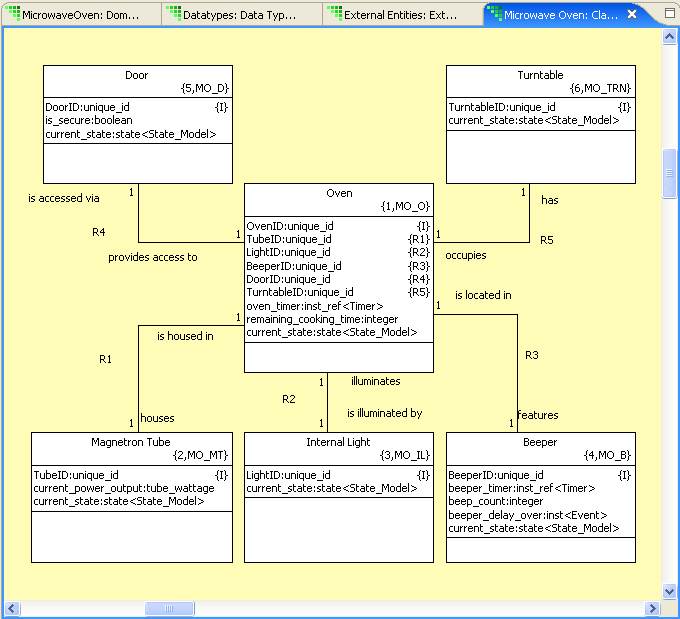 MicrowaveOven: Dom...
Datatypes: Data Typ...
External Entities: Ext...
Microwave Oven: Cla...
Door
{5,MO_D}
DoorID:unique_id {I}
is_secure:boolean
current_state:state<State_Model>
Turntable
{6,MO_TRN}
TurntableID:unique_id {I}
current_state:state<State_Model>
is accessed via
1
R4
provides access to
1
1
has
R5
1
occupies
Oven
{1,MO_O}
OvenID:unique_id {I}
TubeID:unique_id {R1}
LightID:unique_id {R2}
BeeperID:unique_id {R3}
DoorID:unique_id {R4}
TurntableID:unique_id {R5}
oven_timer:inst_ref<Timer>
remaining_cooking_time:integer
current_state:state<State_Model>
1
is housed in
R1
1
houses
1
illuminates
R2
is illuminated by
1
is located in
1
R3
features
1
Magnetron Tube
{2,MO_MT}
TubeID:unique_id {I}
current_power_output:tube_wattage
current_state:state<State_Model>
Internal Light
{3,MO_IL}
LightID:unique_id {I}
current_state:state<State_Model>
Beeper
{4,MO_B}
BeeperID:unique_id {I}
beeper_timer:inst_ref<Timer>
beep_count:integer
beeper_delay_over:inst<Event>
current_state:state<State_Model>